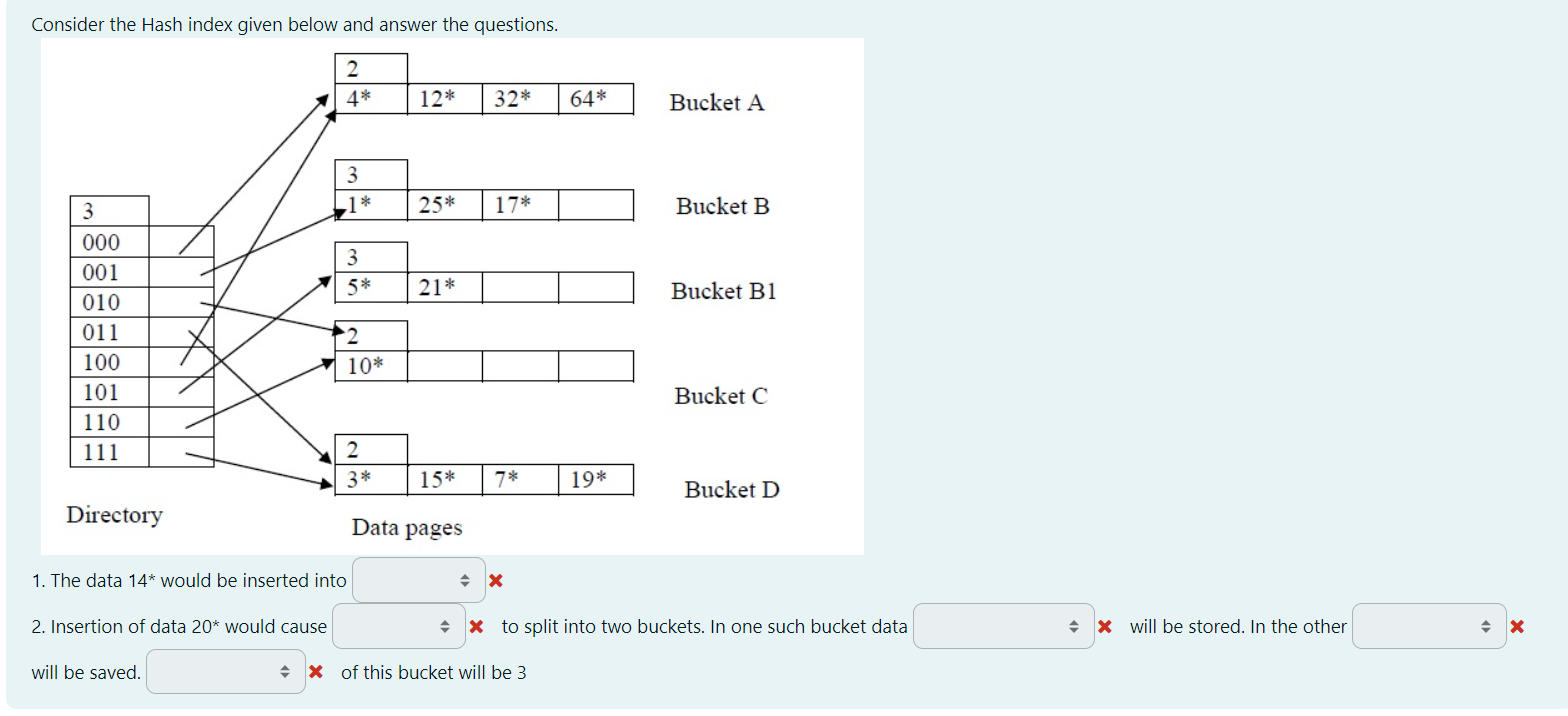 Consider the Hash index given below and answer the questions.
2
4* 12* 32* 64* Bucket A
3
1* 25* 17* Bucket B
3
000
001
010
011
100
101
110
111
3
5* 21* Bucket B1
2
10*
Bucket C
2
3* 15* 7* 19* Bucket D
Directory
Data pages
1. The data 14* would be inserted into
2. Insertion of data 20* would cause to split into two buckets. In one such bucket data will be stored. In the other
will be saved. of this bucket will be 3